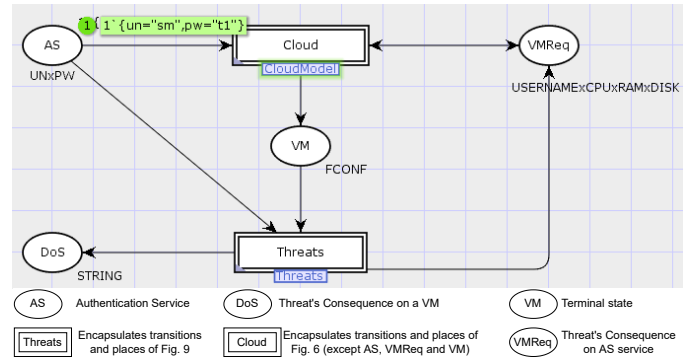 1 1`{un="sm",pw="t1"}
AS Cloud VMReq
UNxPW CloudModel
USERNAMExCPUxRAMxDISK
VM
FCONF
DoS Threats
STRING Threats
AS Authentication Service DoS Threat's Consequence on a VM VM Terminal state
Threats Encapsulates transitions and places of Fig. 9 Cloud Encapsulates transitions and places of Fig. 6 (except AS, VMReq and VM) VMReq Threat's Consequence on AS service